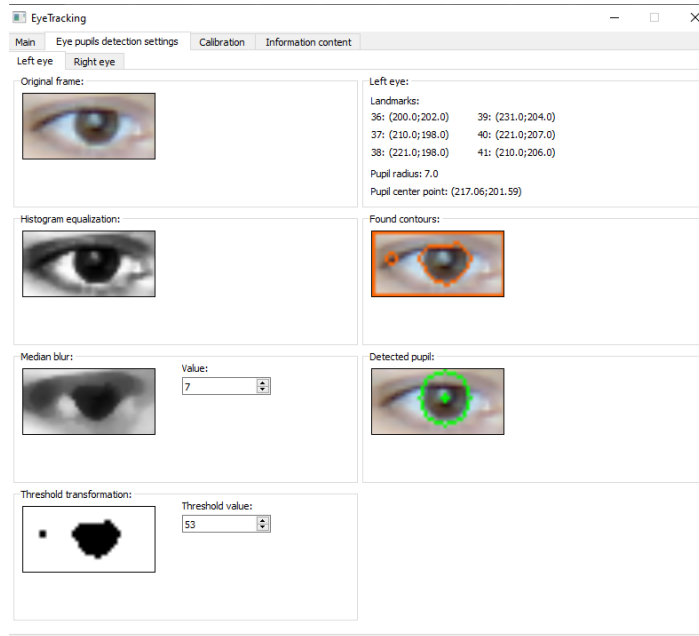 EyeTracking
Main Eye pupils detection settings Calibration Information content
Left eye Right eye
Original frame:
Left eye:
Landmarks:
36: (200.0;202.0) 39: (231.0;204.0)
37: (210.0;198.0) 40: (221.0;207.0)
38: (221.0;198.0) 41: (210.0;206.0)
Pupil radius: 7.0
Pupil center point: (217.06;201.59)
Histogram equalization:
Found contours:
Median blur:
Value:
7
Detected pupil:
Threshold transformation:
Threshold value:
53